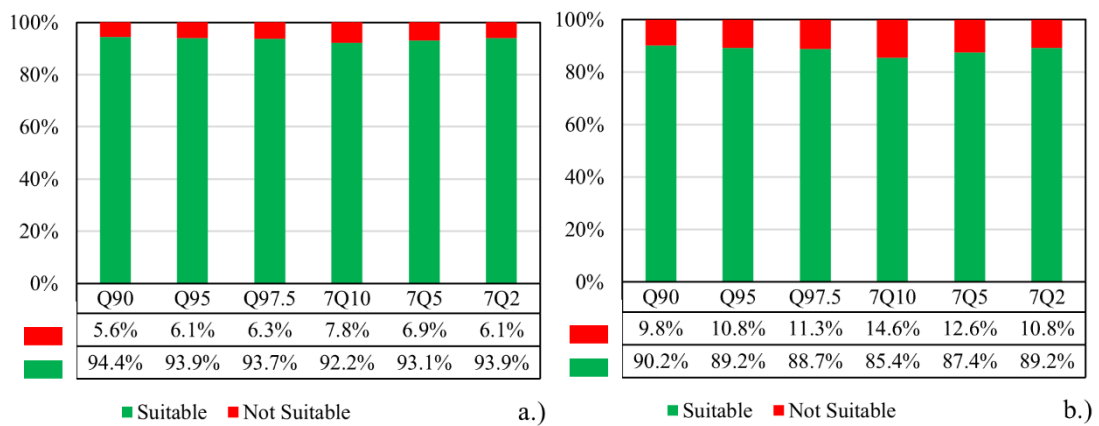 100%
80%
60%
40%
20%
0%
Q90 Q95 Q97.5 7Q10 7Q5 7Q2
5.6% 6.1% 6.3% 7.8% 6.9% 6.1%
94.4% 93.9% 93.7% 92.2% 93.1% 93.9%
Suitable Not Suitable a.)
100%
80%
60%
40%
20%
0%
Q90 Q95 Q97.5 7Q10 7Q5 7Q2
9.8% 10.8% 11.3% 14.6% 12.6% 10.8%
90.2% 89.2% 88.7% 85.4% 87.4% 89.2%
Suitable Not Suitable b.)